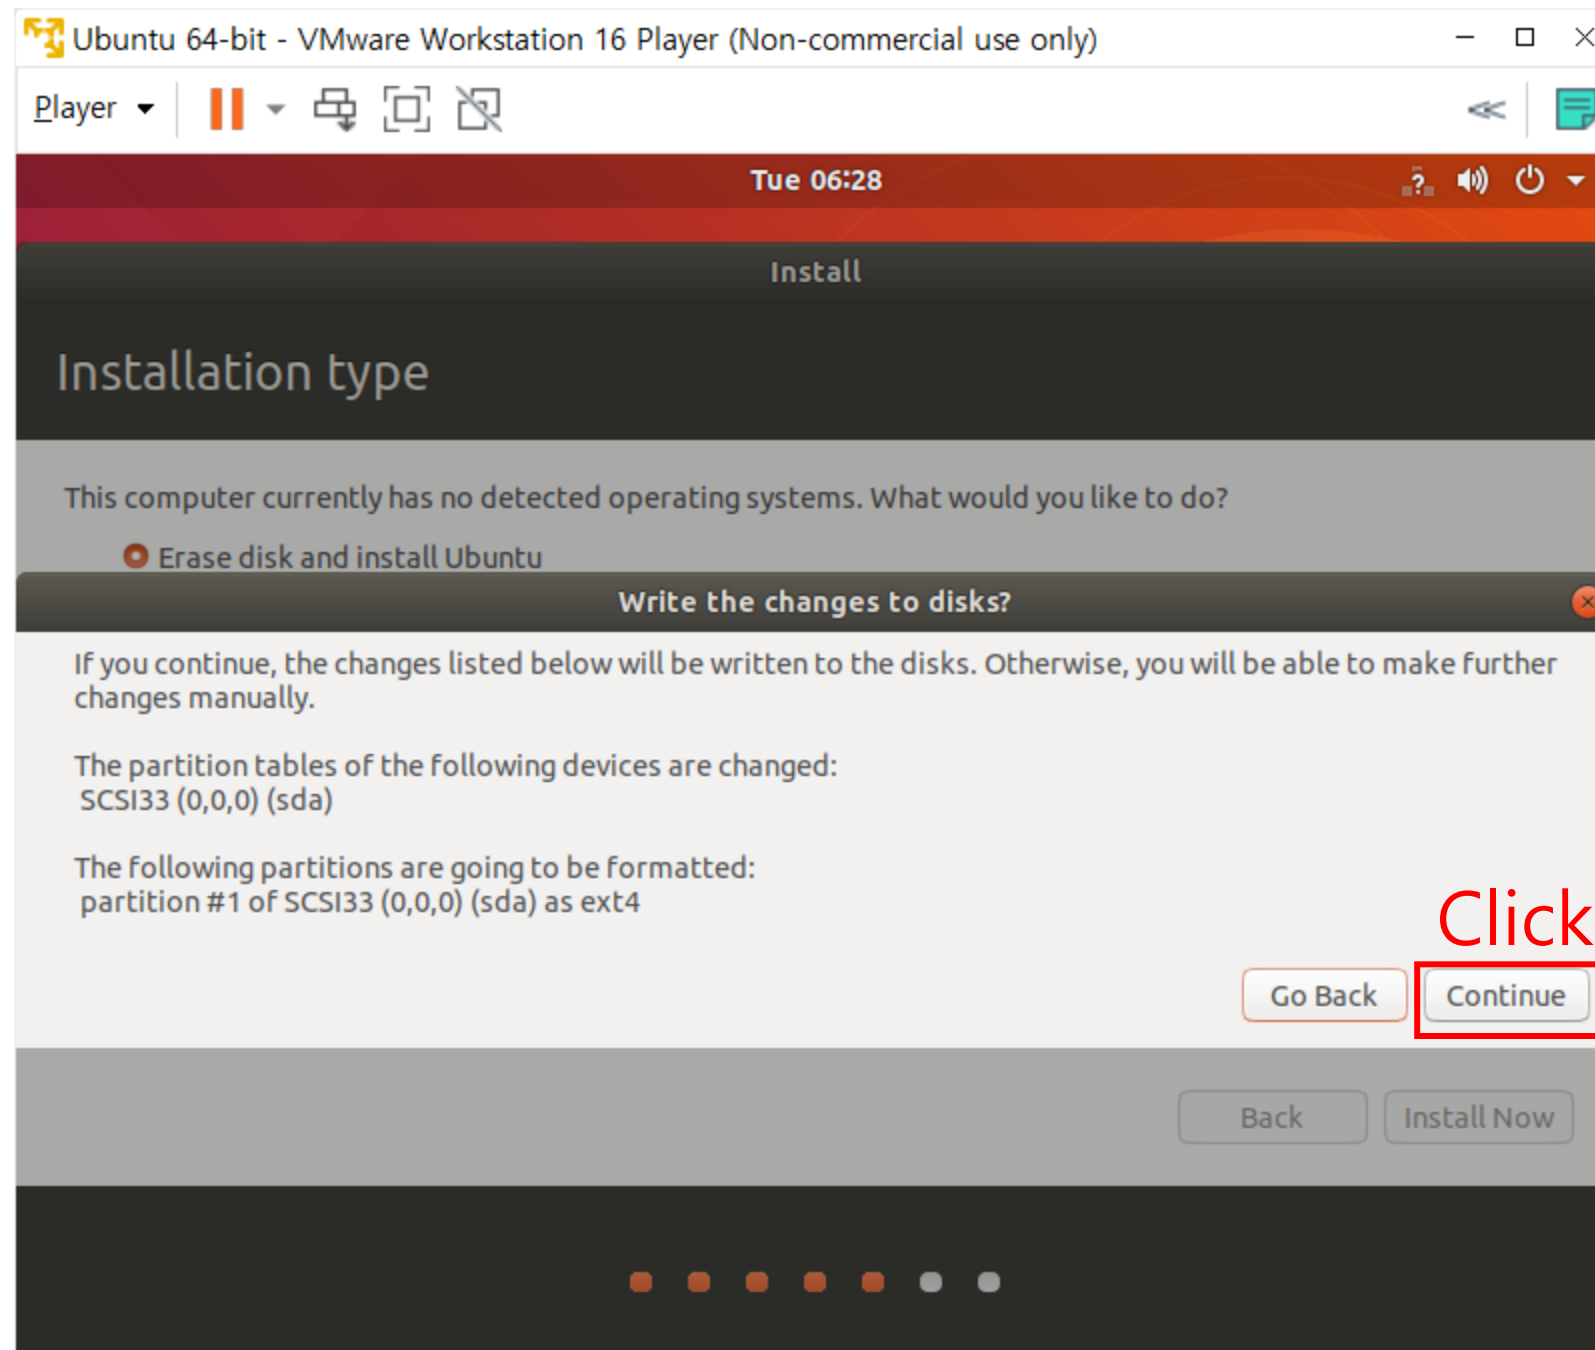 Ubuntu 64-bit - VMware Workstation 16 Player (Non-commercial use only)
Player
Tue 06:28
?
Install
Installation type
This computer currently has no detected operating systems. What would you like to do?
Erase disk and install Ubuntu
Write the changes to disks?
If you continue, the changes listed below will be written to the disks. Otherwise, you will be able to make further
changes manually.
The partition tables of the following devices are changed:
SCSI33 (0,0,0) (sda)
The following partitions are going to be formatted:
partition #1 of SCSI33 (0,0,0) (sda) as ext4
Click
Go Back Continue
Back Install Now